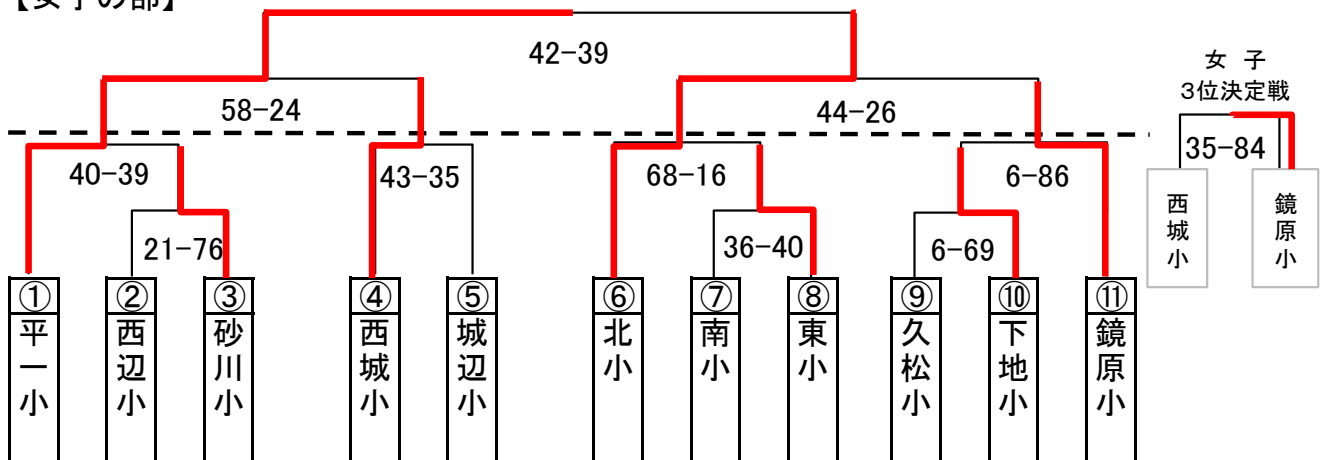 【女子の部】
42-39
女 子
3位決定戦
58-24
44-26
40-39
43-35
68-16
6-86
35-84
21-76
36-40
6-69
西城小
鏡原小
①
②
③
④
⑤
⑥
⑦
⑧
⑨
⑩
⑪
平一小
西辺小
砂川小
西城小
城辺小
北小
南小
東小
久松小
下地小
鏡原小